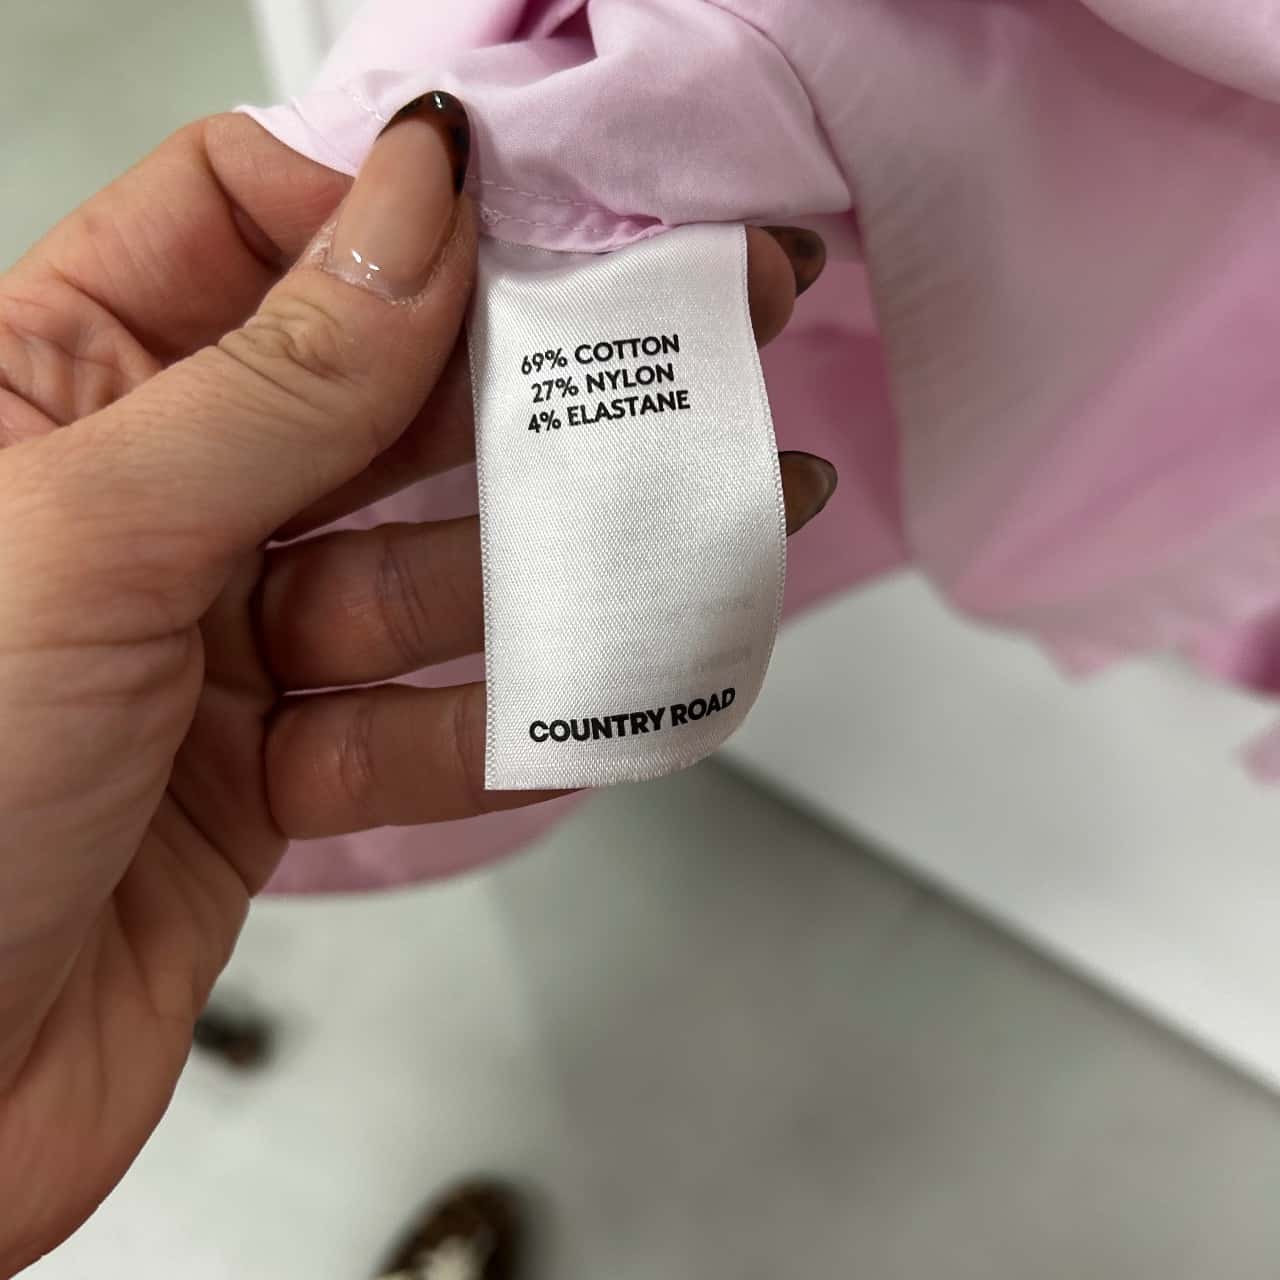 69% COTTON
27% NYLON
4% ELASTANE
COUNTRY ROAD